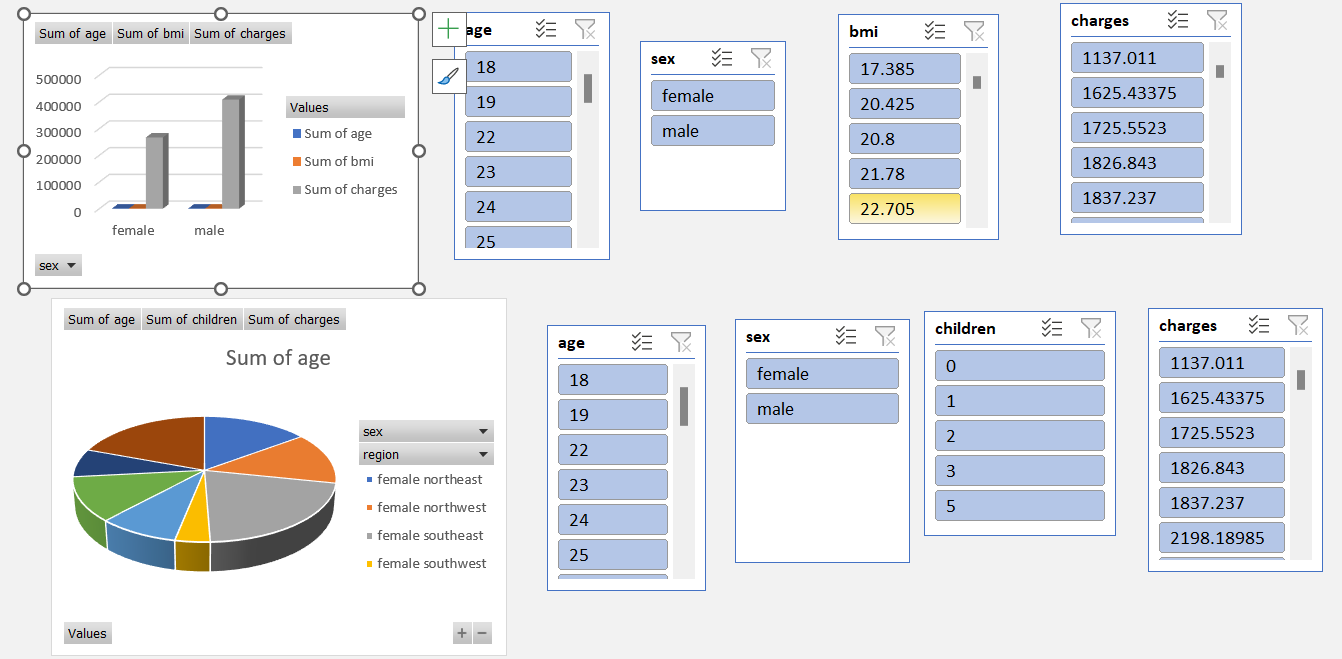 Sum of age Sum of bmi Sum of charges
500000
400000
300000
200000
100000
0
female male
Values
Sum of age
Sum of bmi
Sum of charges
sex
age
18
19
22
23
24
25
sex
female
male
bmi
17.385
20.425
20.8
21.78
22.705
charges
1137.011
1625.43375
1725.5523
1826.843
1837.237
Sum of age Sum of children Sum of charges
Sum of age
sex
region
female northeast
female northwest
female southeast
female southwest
Values
+ −
age
18
19
22
23
24
25
sex
female
male
children
0
1
2
3
5
charges
1137.011
1625.43375
1725.5523
1826.843
1837.237
2198.18985